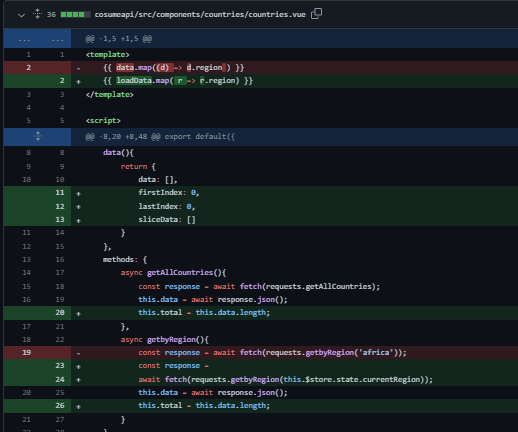 36 cosumeapi/src/components/countries/countries.vue
... ... @@ -1,5 +1,5 @@
1 1 <template>
2 - {{ data.map((d) => d.region ) }}
2 + {{ loadData.map( r => r.region) }}
3 3 </template>
4 4
5 5 <script>
@@ -8,20 +8,48 @@ export default({
8 8 data(){
9 9 return {
10 10 data: [],
11 + firstIndex: 0,
12 + lastIndex: 0,
13 + sliceData: []
11 14 }
12 15 },
13 16 methods: {
14 17 async getAllCountries(){
15 18 const response = await fetch(requests.getAllCountries);
16 19 this.data = await response.json();
20 + this.total = this.data.length;
17 21 },
18 22 async getbyRegion(){
19 - const response = await fetch(requests.getbyRegion('africa'));
23 + const response =
24 + await fetch(requests.getbyRegion(this.$store.state.currentRegion));
20 25 this.data = await response.json();
26 + this.total = this.data.length;
21 27 }